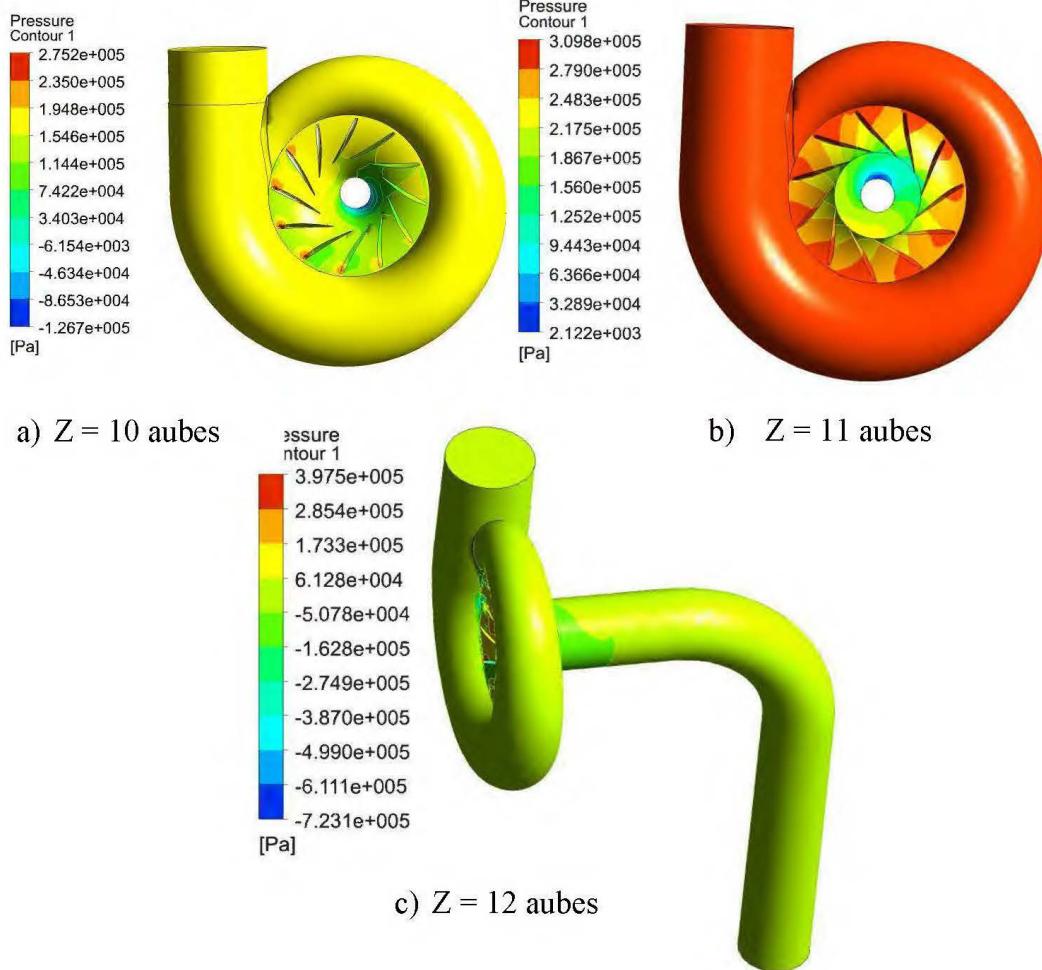 Pressure
Contour 1
2.752e+005
2.350e+005
1.948e+005
1.546e+005
1.144e+005
7.422e+004
3.403e+004
-6.154e+003
-4.634e+004
-8.653e+004
-1.267e+005
[Pa]
Pressure
Contour 1
3.098e+005
2.790e+005
2.483e+005
2.175e+005
1.867e+005
1.560e+005
1.252e+005
9.443e+004
6.366e+004
3.289e+004
2.122e+003
[Pa]
a) Z = 10 aubes
b) Z = 11 aubes
essure
ntour 1
3.975e+005
2.854e+005
1.733e+005
6.128e+004
-5.078e+004
-1.628e+005
-2.749e+005
-3.870e+005
-4.990e+005
-6.111e+005
-7.231e+005
[Pa]
c) Z = 12 aubes